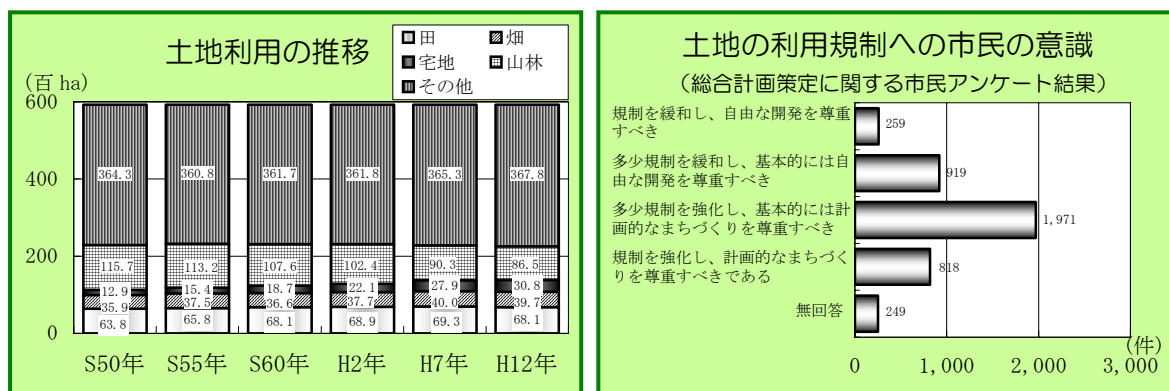 土地利用の推移
田
畑
宅地
山林
その他
(百 ha)
600
400
200
0
364.3
360.8
361.7
361.8
365.3
367.8
115.7
113.2
107.6
102.4
90.3
86.5
12.9
15.4
18.7
22.1
27.9
30.8
35.9
37.5
36.6
37.7
40.0
39.7
63.8
65.8
68.1
68.9
69.3
68.1
S50年
S55年
S60年
H2年
H7年
H12年
土地の利用規制への市民の意識
(総合計画策定に関する市民アンケート結果)
規制を緩和し、自由な開発を尊重
すべき
259
多少規制を緩和し、基本的には自
由な開発を尊重すべき
919
多少規制を強化し、基本的には計
画的なまちづくりを尊重すべき
1,971
規制を強化し、計画的なまちづく
りを尊重すべきである
818
無回答
249
(件)
0
1,000
2,000
3,000